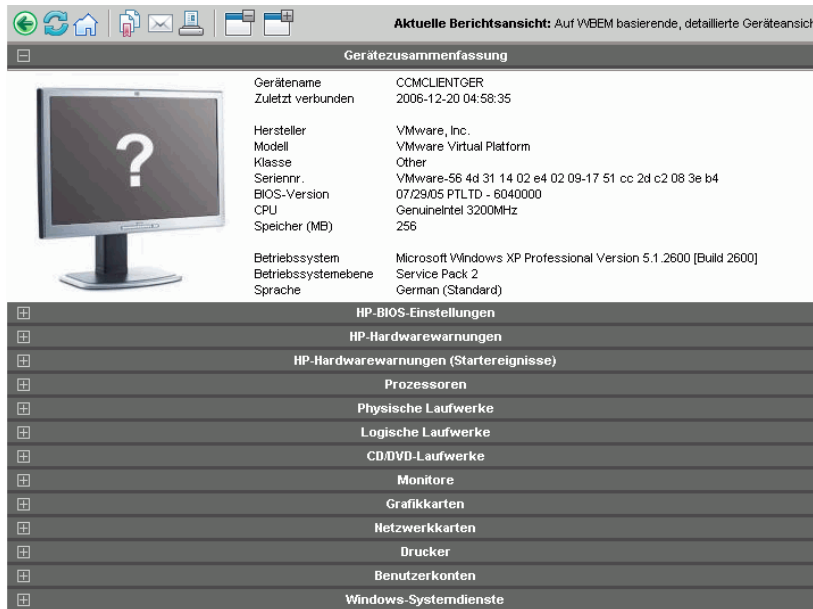 Aktuelle Berichtsansicht: Auf WBEM basierende, detaillierte Geräteansich
Gerätezusammenfassung
Gerätename CCMCLIENTGER
Zuletzt verbunden 2006-12-20 04:58:35
Hersteller VMware, Inc.
Modell VMware Virtual Platform
Klasse Other
Seriennr. VMware-56 4d 31 14 02 e4 02 09-17 51 cc 2d c2 08 3e b4
BIOS-Version 07/29/05 PTLTD - 6040000
CPU GenuineIntel 3200MHz
Speicher (MB) 256
Betriebssystem Microsoft Windows XP Professional Version 5.1.2600 [Build 2600]
Betriebssystemebene Service Pack 2
Sprache German (Standard)
HP-BIOS-Einstellungen
HP-Hardwarewarnungen
HP-Hardwarewarnungen (Startereignisse)
Prozessoren
Physische Laufwerke
Logische Laufwerke
CD/DVD-Laufwerke
Monitore
Grafikkarten
Netzwerkkarten
Drucker
Benutzerkonten
Windows-Systemdienste